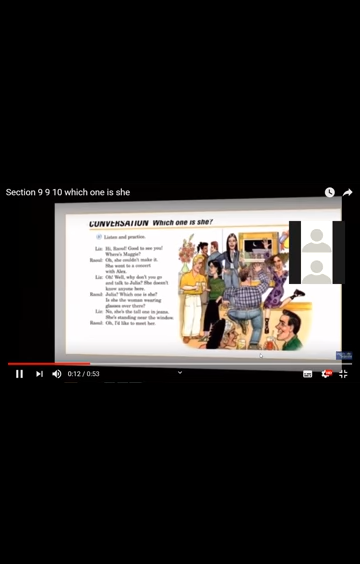 Section 9 9 10 which one is she
CONVERSATION Which one is she?
Listen and practice.
Liz: Hi, Raoul! Good to see you!
Where's Maggie?
Raoul: Oh, she couldn't make it.
She went to a concert
with Alex.
Liz: Oh! Well, why don't you go
and talk to Julia? She doesn't
know anyone here.
Raoul: Julia? Which one is she?
Is she the woman wearing
glasses over there?
Liz: No, she's the tall one in jeans.
She's standing near the window.
Raoul: Oh, I'd like to meet her.
0:12 / 0:53